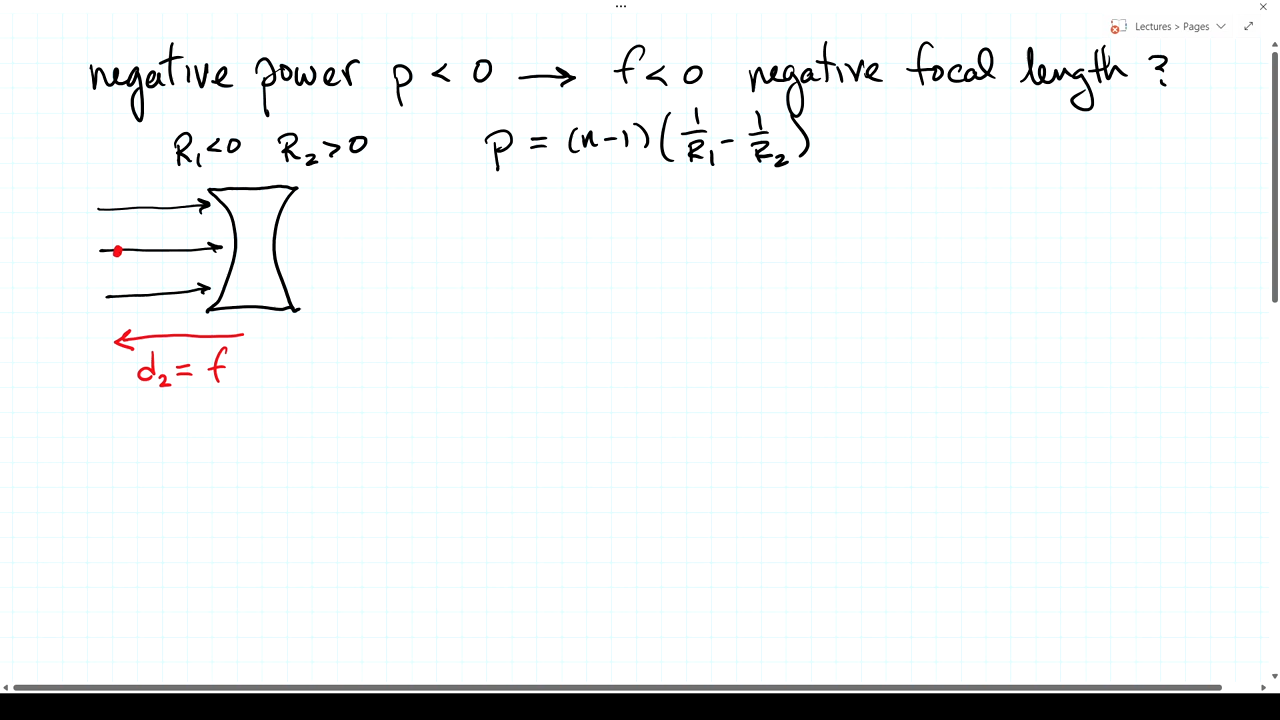 Lectures > Pages
negative power p < 0 → f < 0 negative focal length ?
R₁<0 R₂>0 p = (n-1)(1/R₁ - 1/R₂)
d₂ = f